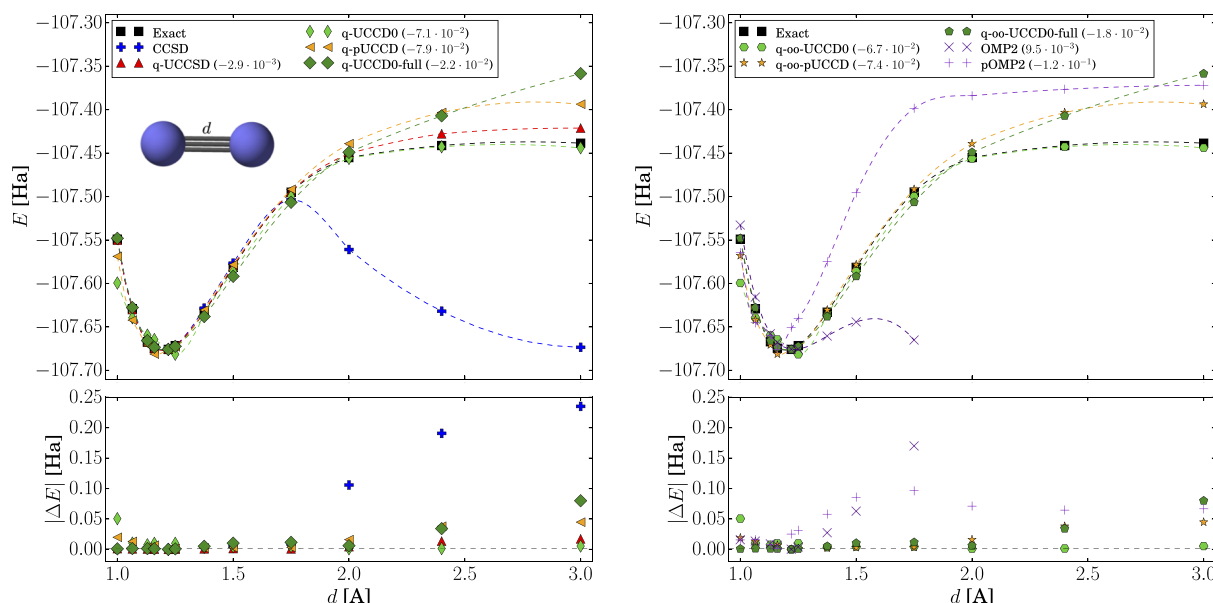 −107.30
−107.35
−107.40
−107.45
−107.50
−107.55
−107.60
−107.65
−107.70
E [Ha]
Exact
CCSD
q-UCCSD (−2.9 · 10⁻³)
q-UCCD0 (−7.1 · 10⁻²)
q-pUCCD (−7.9 · 10⁻²)
q-UCCD0-full (−2.2 · 10⁻²)
d
0.25
0.20
0.15
0.10
0.05
0.00
|ΔE| [Ha]
1.0 1.5 2.0 2.5 3.0
d [A]
−107.30
−107.35
−107.40
−107.45
−107.50
−107.55
−107.60
−107.65
−107.70
E [Ha]
Exact
q-oo-UCCD0 (−6.7 · 10⁻²)
q-oo-pUCCD (−7.4 · 10⁻²)
q-oo-UCCD0-full (−1.8 · 10⁻²)
OMP2 (9.5 · 10⁻³)
pOMP2 (−1.2 · 10⁻¹)
0.25
0.20
0.15
0.10
0.05
0.00
|ΔE| [Ha]
1.0 1.5 2.0 2.5 3.0
d [A]